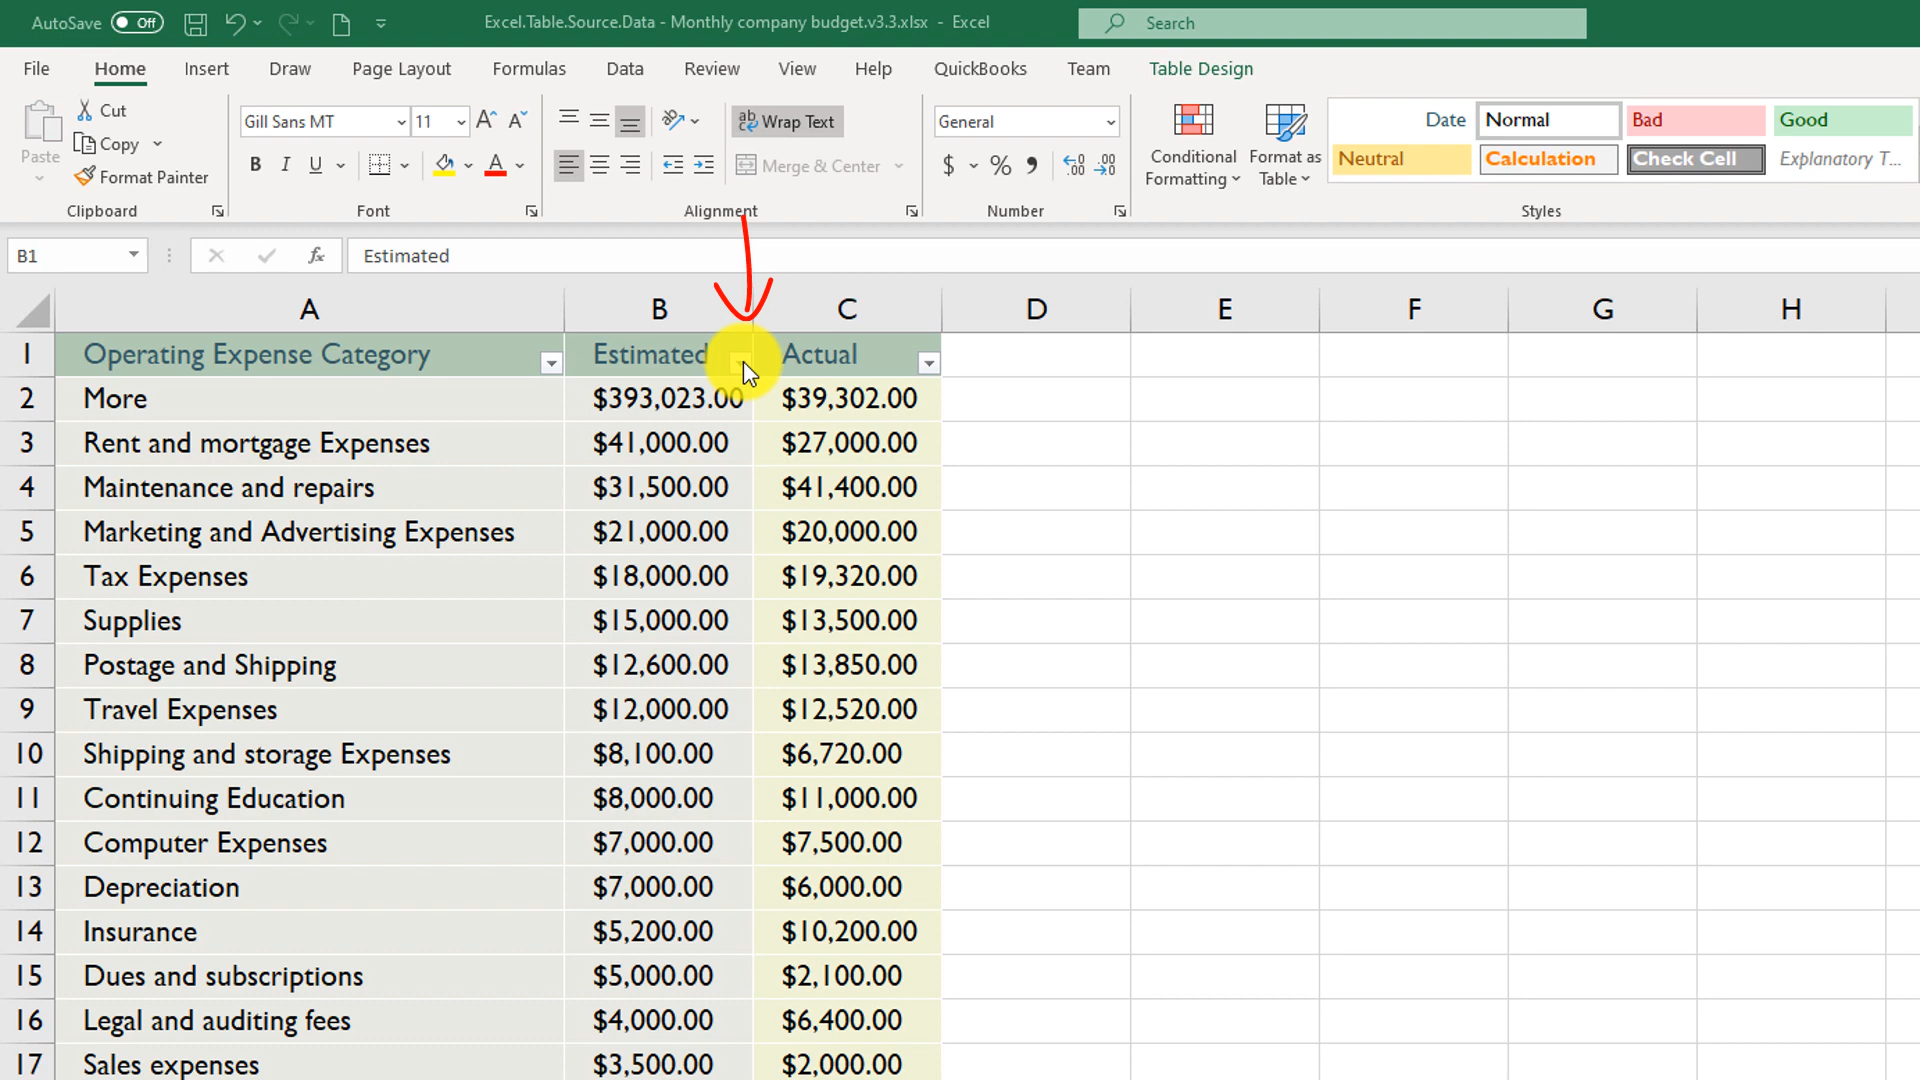 AutoSave Off Excel.Table.Source.Data - Monthly company budget.v3.3.xlsx - Excel Search
File Home Insert Draw Page Layout Formulas Data Review View Help QuickBooks Team Table Design
Paste Cut Copy Format Painter
Clipboard
Gill Sans MT 11
B I U A
Font
ab Wrap Text
Merge & Center
Alignment
General
$ % 9
Number
Conditional Formatting
Format as Table
Date Normal Bad Good
Neutral Calculation Check Cell Explanatory T...
Styles
B1 fx Estimated
A B C D E F G H
1 Operating Expense Category Estimated Actual
2 More $393,023.00 $39,302.00
3 Rent and mortgage Expenses $41,000.00 $27,000.00
4 Maintenance and repairs $31,500.00 $41,400.00
5 Marketing and Advertising Expenses $21,000.00 $20,000.00
6 Tax Expenses $18,000.00 $19,320.00
7 Supplies $15,000.00 $13,500.00
8 Postage and Shipping $12,600.00 $13,850.00
9 Travel Expenses $12,000.00 $12,520.00
10 Shipping and storage Expenses $8,100.00 $6,720.00
11 Continuing Education $8,000.00 $11,000.00
12 Computer Expenses $7,000.00 $7,500.00
13 Depreciation $7,000.00 $6,000.00
14 Insurance $5,200.00 $10,200.00
15 Dues and subscriptions $5,000.00 $2,100.00
16 Legal and auditing fees $4,000.00 $6,400.00
17 Sales expenses $3,500.00 $2,000.00